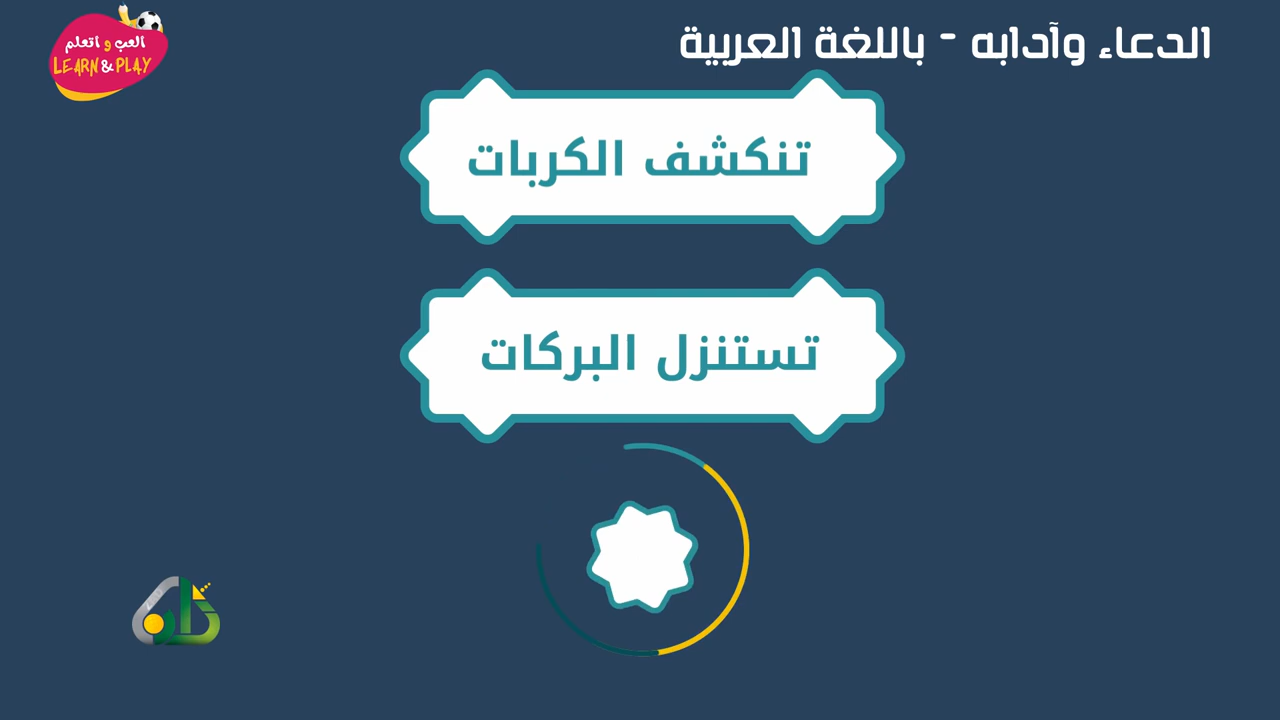 الدعاء وآدابه - باللغة العربية
العب و اتعلم
LEARN & PLAY
تنكشف الكربات
تستنزل البركات